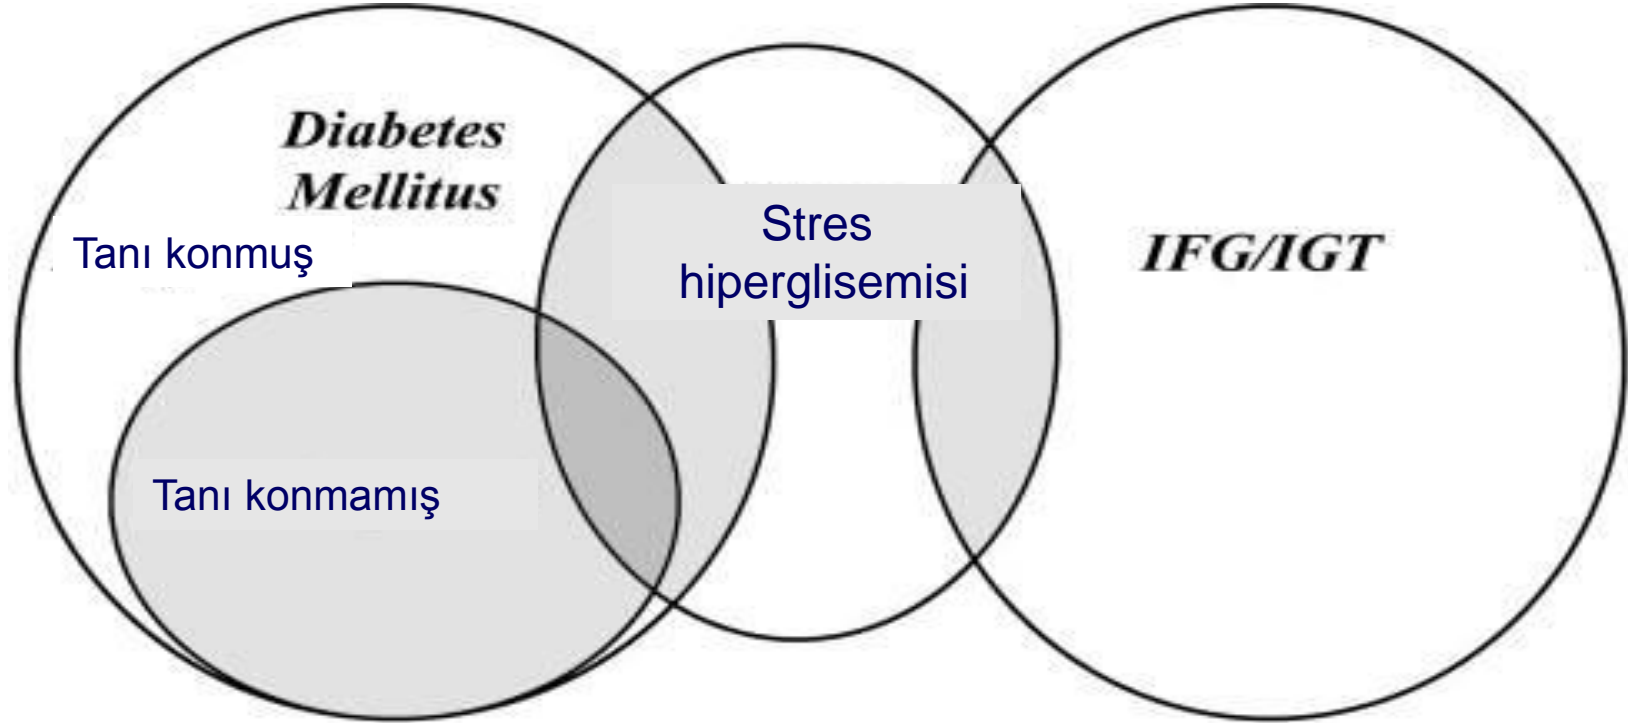 Diabetes
Mellitus
Tanı konmuş
Stres
hiperglisemisi
IFG/IGT
Tanı konmamış